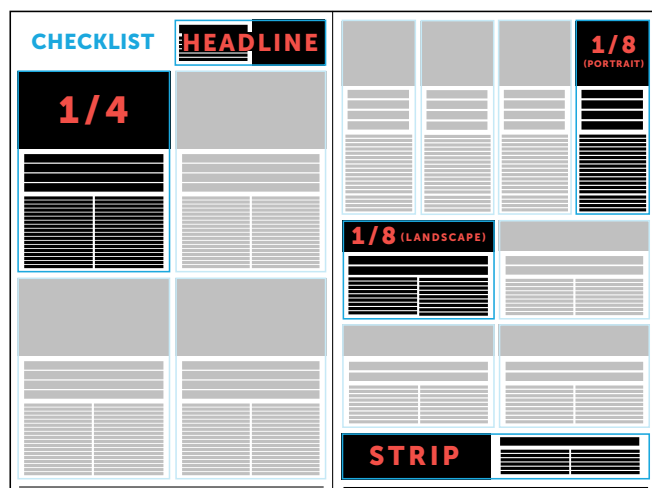 CHECKLIST
HEADLINE
1/4
1/8
(PORTRAIT)
1/8 (LANDSCAPE)
STRIP